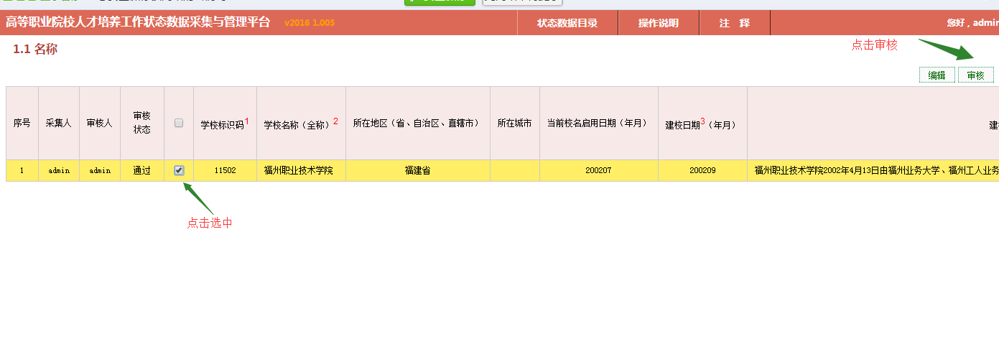 高等职业院校人才培养工作状态数据采集与管理平台 v2016 1.005 状态数据目录 操作说明 注 释 您好，admin
1.1 名称
点击审核
编辑 审核
序号 采集人 审核人 审核状态 学校标识码1 学校名称（全称）2 所在地区（省、自治区、直辖市） 所在城市 当前校名启用日期（年月） 建校日期3（年月）
1 admin admin 通过 11502 福州职业技术学院 福建省 200207 200209 福州职业技术学院2002年4月13日由福州业务大学、福州工人业务
点击选中